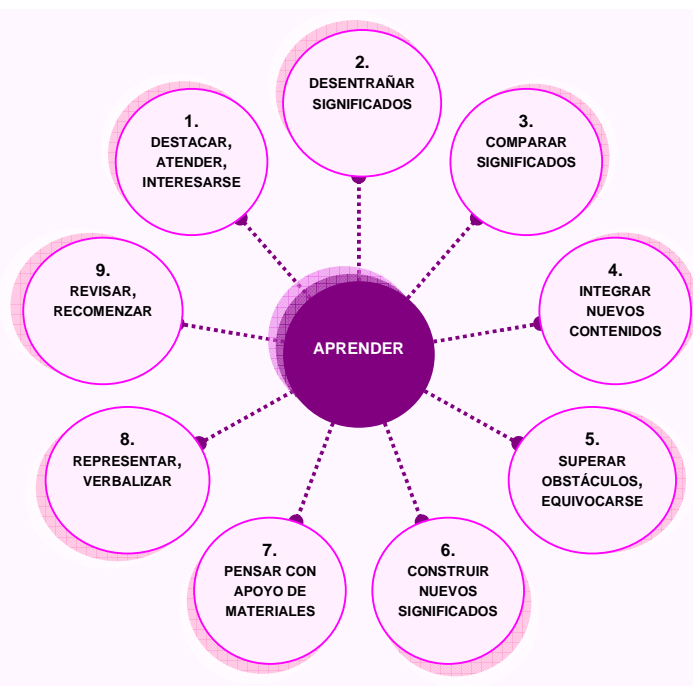 1.
DESTACAR,
ATENDER,
INTERESARSE
2.
DESENTRAÑAR
SIGNIFICADOS
3.
COMPARAR
SIGNIFICADOS
4.
INTEGRAR
NUEVOS
CONTENIDOS
5.
SUPERAR
OBSTÁCULOS,
EQUIVOCARSE
6.
CONSTRUIR
NUEVOS
SIGNIFICADOS
7.
PENSAR CON
APOYO DE
MATERIALES
8.
REPRESENTAR,
VERBALIZAR
9.
REVISAR,
RECOMENZAR
APRENDER